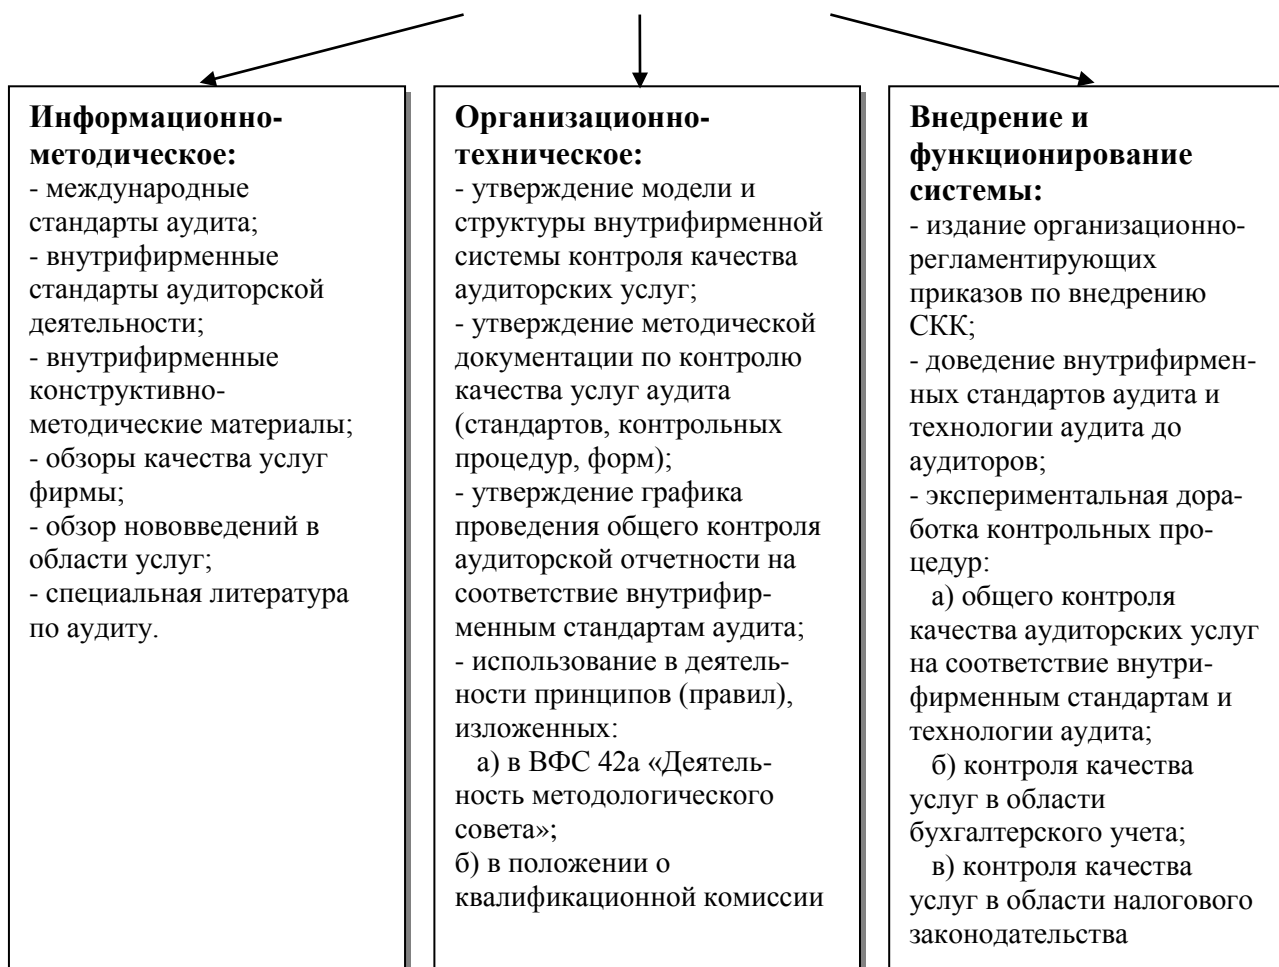 Информационно-
методическое:
- международные
стандарты аудита;
- внутрифирменные
стандарты аудиторской
деятельности;
- внутрифирменные
конструктивно-
методические материалы;
- обзоры качества услуг
фирмы;
- обзор нововведений в
области услуг;
- специальная литература
по аудиту.
Организационно-
техническое:
- утверждение модели и
структуры внутрифирменной
системы контроля качества
аудиторских услуг;
- утверждение методической
документации по контролю
качества услуг аудита
(стандартов, контрольных
процедур, форм);
- утверждение графика
проведения общего контроля
аудиторской отчетности на
соответствие внутрифир-
менным стандартам аудита;
- использование в деятель-
ности принципов (правил),
изложенных:
а) в ВФС 42а «Деятель-
ность методологического
совета»;
б) в положении о
квалификационной комиссии
Внедрение и
функционирование
системы:
- издание организационно-
регламентирующих
приказов по внедрению
СКК;
- доведение внутрифирмен-
ных стандартов аудита и
технологии аудита до
аудиторов;
- экспериментальная дора-
ботка контрольных про-
цедур:
а) общего контроля
качества аудиторских услуг
на соответствие внутри-
фирменным стандартам и
технологии аудита;
б) контроля качества
услуг в области
бухгалтерского учета;
в) контроля качества
услуг в области налогового
законодательства